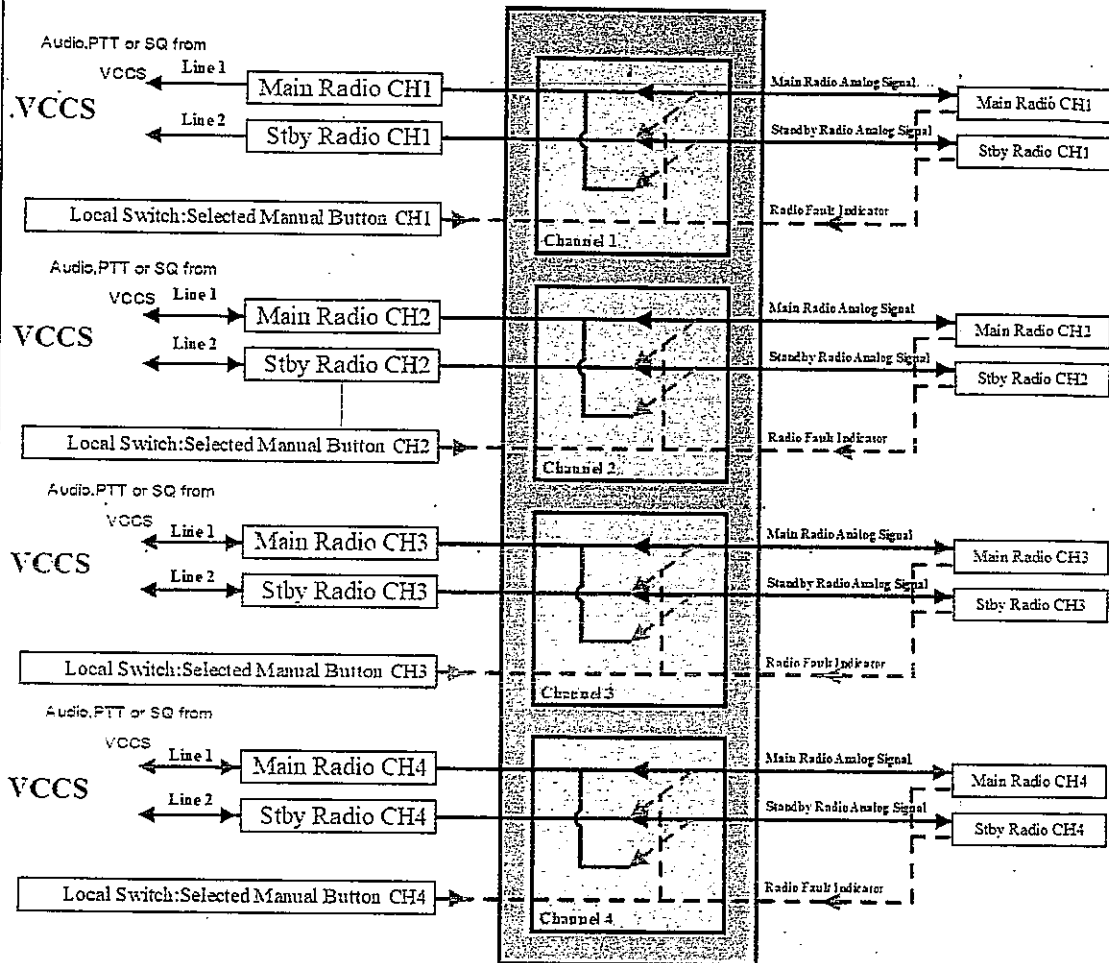 Audio,PTT or SQ from
VCCS
Line 1
Main Radio CH1
Main Radio Analog Signal
Main Radio CH1
.VCCS
Line 2
Stby Radio CH1
Standby Radio Analog Signal
Stby Radio CH1
Local Switch:Selected Manual Button CH1
Radio Fault Indicator
Channel 1
Audio,PTT or SQ from
VCCS
Line 1
Main Radio CH2
Main Radio Analog Signal
Main Radio CH2
VCCS
Line 2
Stby Radio CH2
Standby Radio Analog Signal
Stby Radio CH2
Local Switch:Selected Manual Button CH2
Radio Fault Indicator
Channel 2
Audio,PTT or SQ from
VCCS
Line 1
Main Radio CH3
Main Radio Analog Signal
Main Radio CH3
VCCS
Line 2
Stby Radio CH3
Standby Radio Analog Signal
Stby Radio CH3
Local Switch:Selected Manual Button CH3
Radio Fault Indicator
Channel 3
Audio,PTT or SQ from
VCCS
Line 1
Main Radio CH4
Main Radio Analog Signal
Main Radio CH4
VCCS
Line 2
Stby Radio CH4
Standby Radio Analog Signal
Stby Radio CH4
Local Switch:Selected Manual Button CH4
Radio Fault Indicator
Channel 4